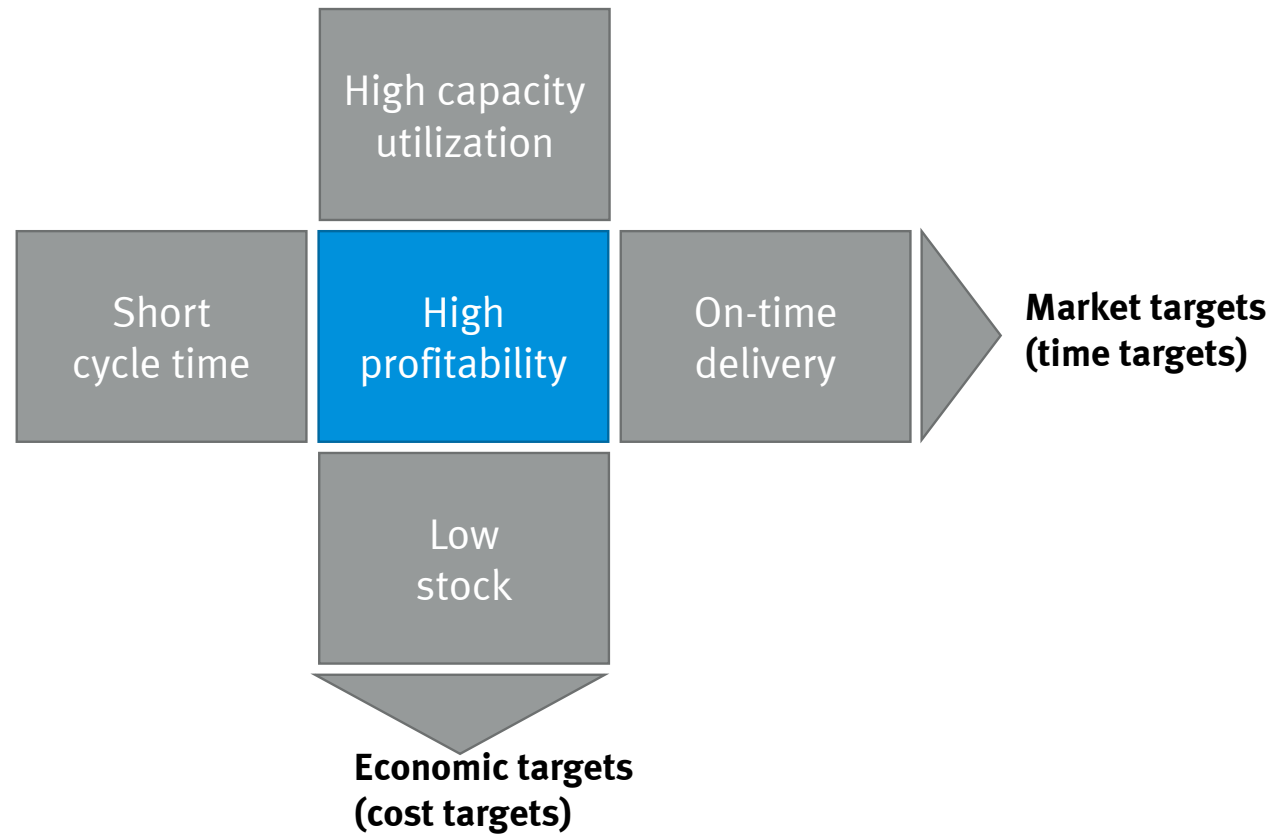 High capacity
utilization
Short
cycle time
High
profitability
On-time
delivery
Market targets
(time targets)
Low
stock
Economic targets
(cost targets)